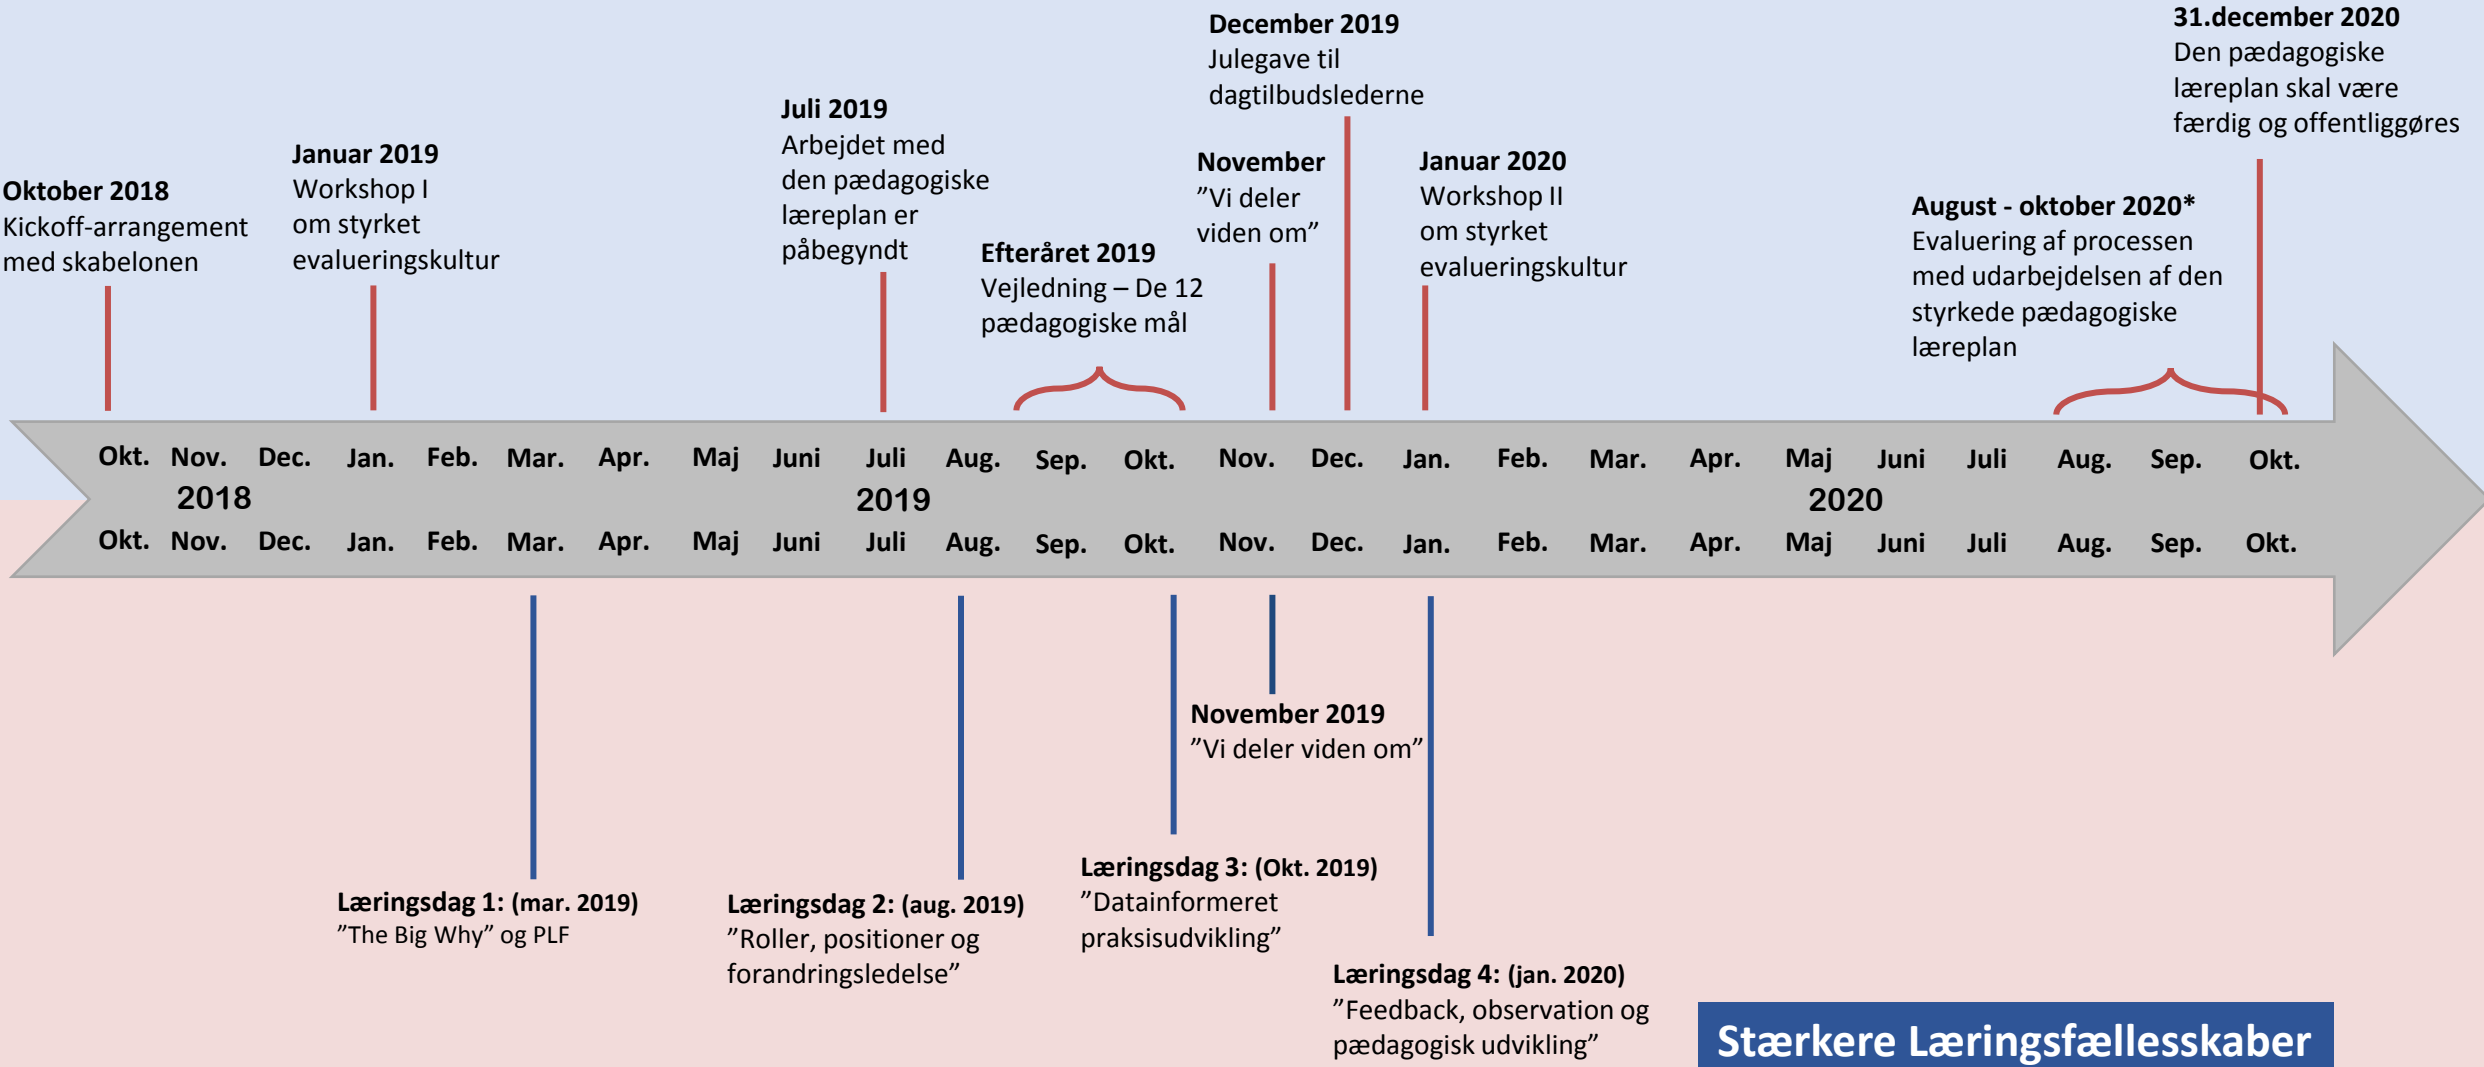 Oktober 2018
Kickoff-arrangement
med skabelonen
Januar 2019
Workshop I
om styrket
evalueringskultur
Juli 2019
Arbejdet med
den pædagogiske
læreplan er
påbegyndt
Efteråret 2019
Vejledning – De 12
pædagogiske mål
November
”Vi deler
viden om”
December 2019
Julegave til
dagtilbudslederne
Januar 2020
Workshop II
om styrket
evalueringskultur
August - oktober 2020*
Evaluering af processen
med udarbejdelsen af den
styrkede pædagogiske
læreplan
31.december 2020
Den pædagogiske
læreplan skal være
færdig og offentliggøres
Okt. Nov. Dec. Jan. Feb. Mar. Apr. Maj Juni Juli Aug. Sep. Okt. Nov. Dec. Jan. Feb. Mar. Apr. Maj Juni Juli Aug. Sep. Okt.
2018 2019 2020
Okt. Nov. Dec. Jan. Feb. Mar. Apr. Maj Juni Juli Aug. Sep. Okt. Nov. Dec. Jan. Feb. Mar. Apr. Maj Juni Juli Aug. Sep. Okt.
Læringsdag 1: (mar. 2019)
”The Big Why” og PLF
Læringsdag 2: (aug. 2019)
”Roller, positioner og
forandringsledelse”
Læringsdag 3: (Okt. 2019)
”Datainformeret
praksisudvikling”
November 2019
”Vi deler viden om”
Læringsdag 4: (jan. 2020)
”Feedback, observation og
pædagogisk udvikling”
Stærkere Læringsfællesskaber